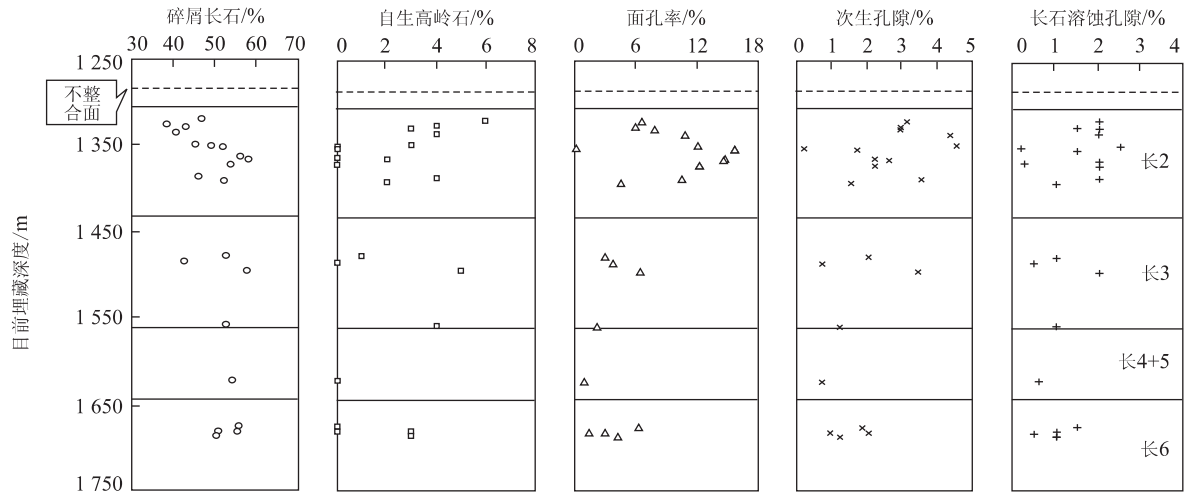 碎屑长石/%
自生高岭石/%
面孔率/%
次生孔隙/%
长石溶蚀孔隙/%
30 40 50 60 70
0 2 4 6 8
0 6 12 18
0 1 2 3 4 5
0 1 2 3 4
1 250
1 350
1 450
1 550
1 650
1 750
不整
合面
目前埋藏深度/m
长2
长3
长4+5
长6